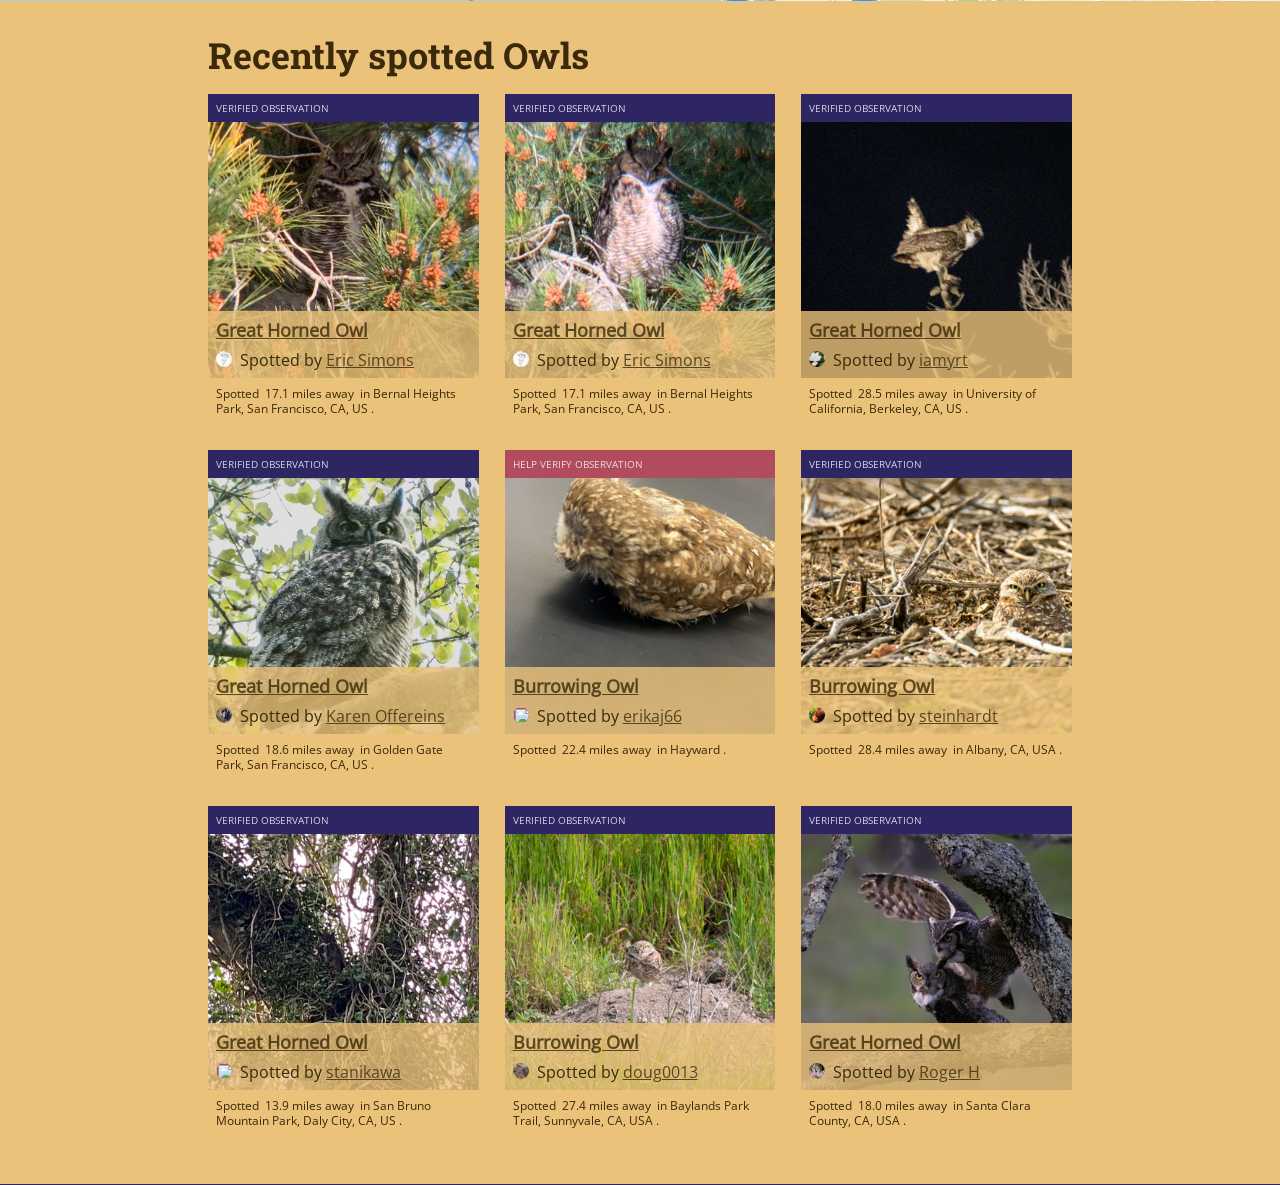 Recently spotted Owls
VERIFIED OBSERVATION
Great Horned Owl
Spotted by Eric Simons
Spotted 17.1 miles away in Bernal Heights
Park, San Francisco, CA, US .
VERIFIED OBSERVATION
Great Horned Owl
Spotted by Eric Simons
Spotted 17.1 miles away in Bernal Heights
Park, San Francisco, CA, US .
VERIFIED OBSERVATION
Great Horned Owl
Spotted by iamyrt
Spotted 28.5 miles away in University of
California, Berkeley, CA, US .
VERIFIED OBSERVATION
Great Horned Owl
Spotted by Karen Offereins
Spotted 18.6 miles away in Golden Gate
Park, San Francisco, CA, US .
HELP VERIFY OBSERVATION
Burrowing Owl
Spotted by erikaj66
Spotted 22.4 miles away in Hayward .
VERIFIED OBSERVATION
Burrowing Owl
Spotted by steinhardt
Spotted 28.4 miles away in Albany, CA, USA .
VERIFIED OBSERVATION
Great Horned Owl
Spotted by stanikawa
Spotted 13.9 miles away in San Bruno
Mountain Park, Daly City, CA, US .
VERIFIED OBSERVATION
Burrowing Owl
Spotted by doug0013
Spotted 27.4 miles away in Baylands Park
Trail, Sunnyvale, CA, USA .
VERIFIED OBSERVATION
Great Horned Owl
Spotted by Roger H
Spotted 18.0 miles away in Santa Clara
County, CA, USA .